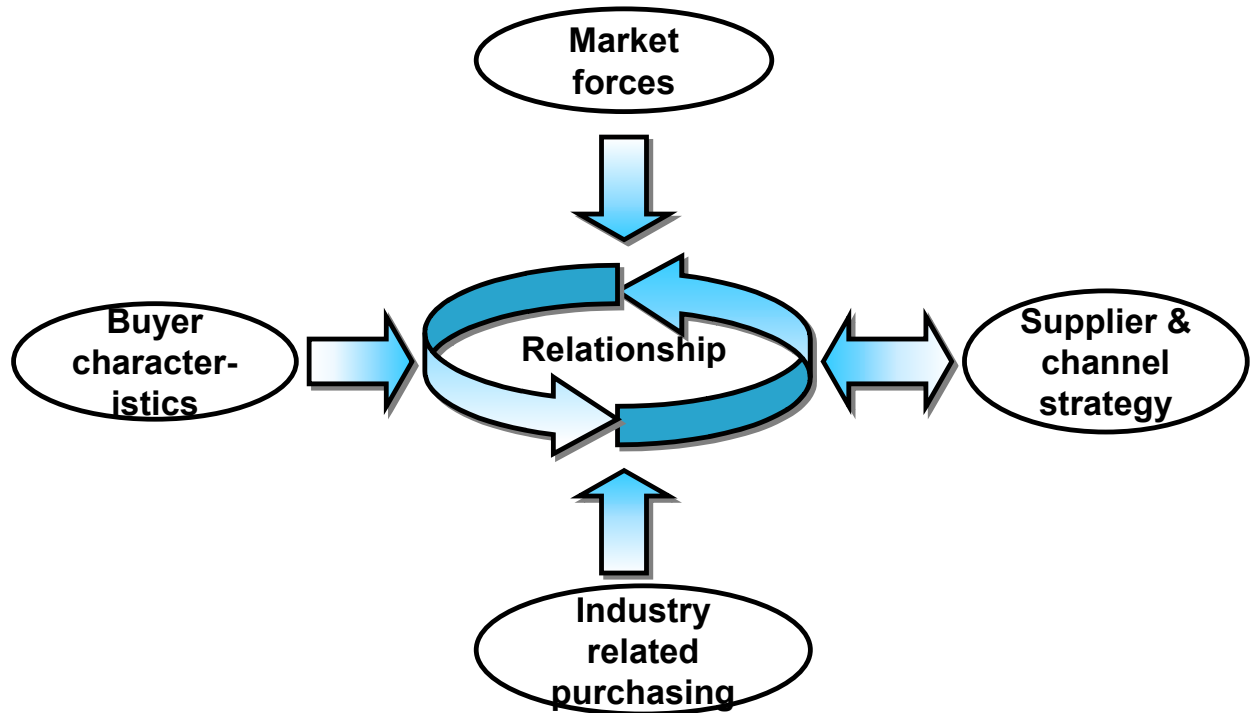 Market
forces
Buyer
character-
istics
Relationship
Supplier &
channel
strategy
Industry
related
purchasing